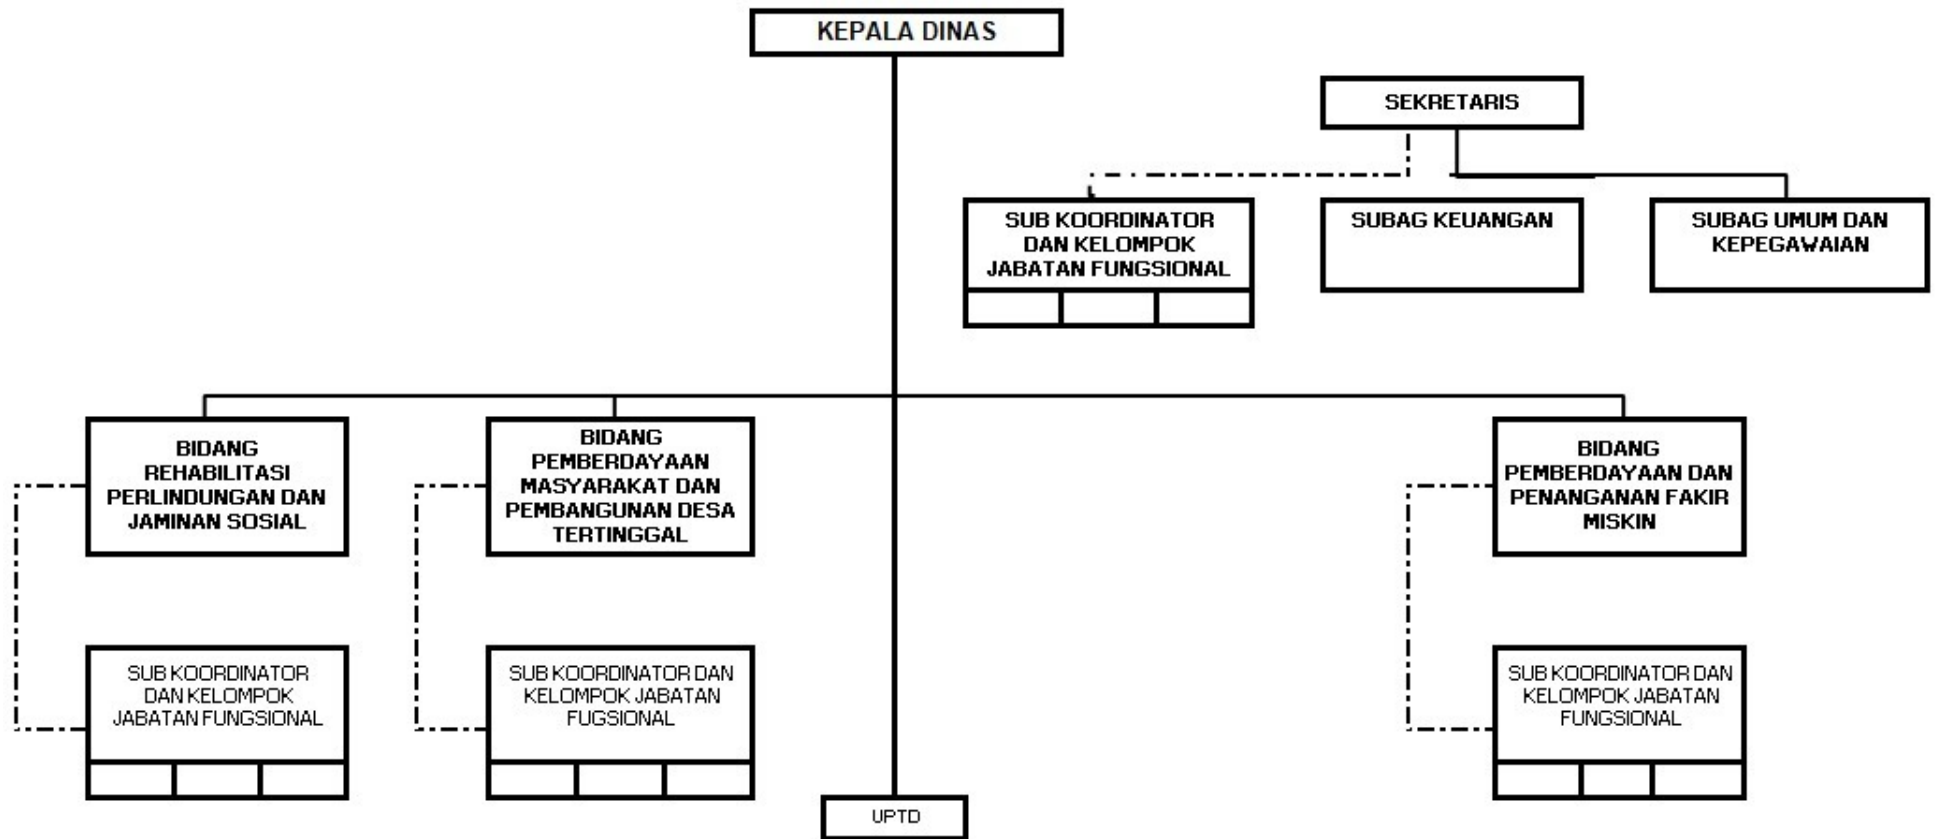 KEPALA DINAS
SEKRETARIS
SUB KOORDINATOR
DAN KELOMPOK
JABATAN FUNGSIONAL
SUBAG KEUANGAN
SUBAG UMUM DAN
KEPEGAWAIAN
BIDANG
REHABILITASI
PERLINDUNGAN DAN
JAMINAN SOSIAL
BIDANG
PEMBERDAYAAN
MASYARAKAT DAN
PEMBANGUNAN DESA
TERTINGGAL
BIDANG
PEMBERDAYAAN DAN
PENANGANAN FAKIR
MISKIN
SUB KOORDINATOR
DAN KELOMPOK
JABATAN FUNGSIONAL
SUB KOORDINATOR DAN
KELOMPOK JABATAN
FUGSIONAL
SUB KOORDINATOR DAN
KELOMPOK JABATAN
FUNGSIONAL
UPTD